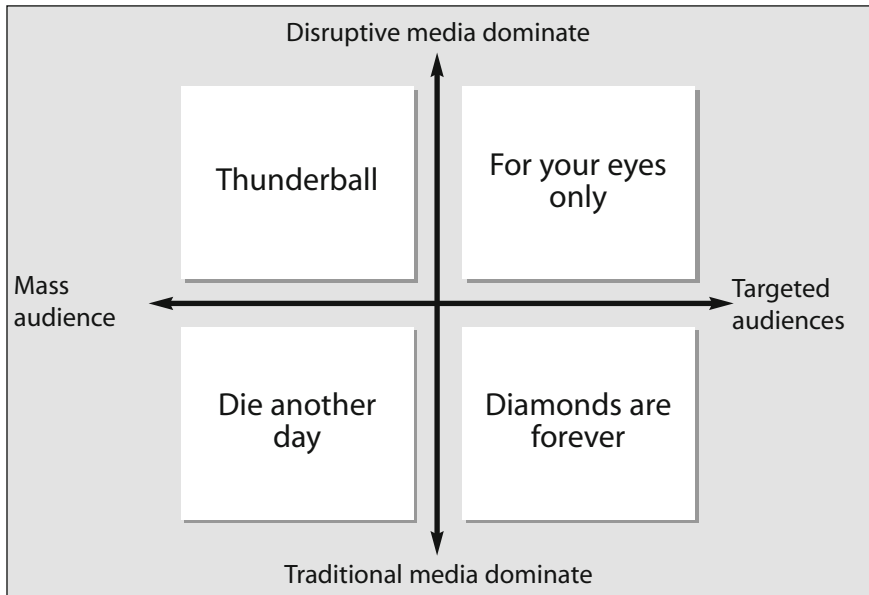 Disruptive media dominate
Thunderball
For your eyes
only
Mass
audience
Targeted
audiences
Die another
day
Diamonds are
forever
Traditional media dominate